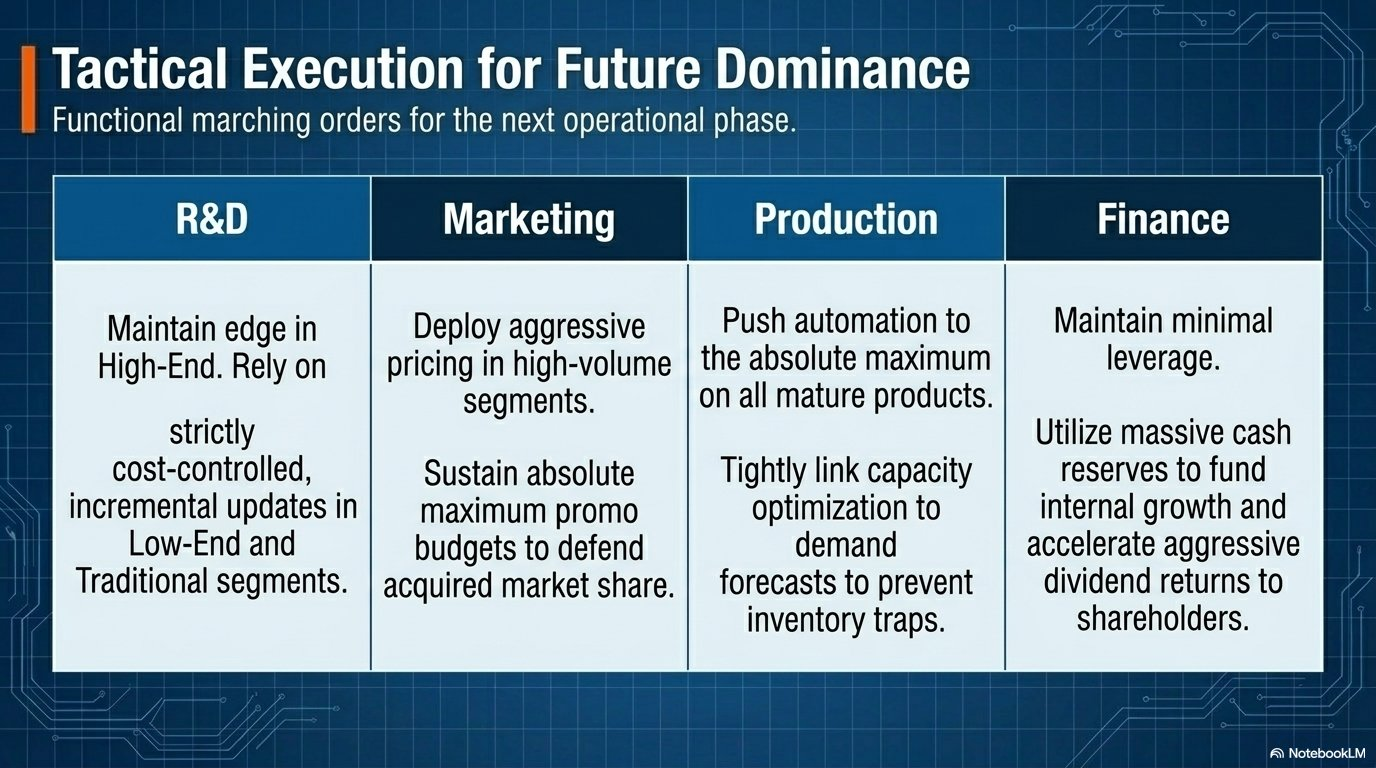 Tactical Execution for Future Dominance
Functional marching orders for the next operational phase.
R&D
Marketing
Production
Finance
Maintain edge in
High-End. Rely on
strictly
cost-controlled,
incremental updates in
Low-End and
Traditional segments.
Deploy aggressive
pricing in high-volume
segments.
Sustain absolute
maximum promo
budgets to defend
acquired market share.
Push automation to
the absolute maximum
on all mature products.
Tightly link capacity
optimization to
demand
forecasts to prevent
inventory traps.
Maintain minimal
leverage.
Utilize massive cash
reserves to fund
internal growth and
accelerate aggressive
dividend returns to
shareholders.
NotebookLM